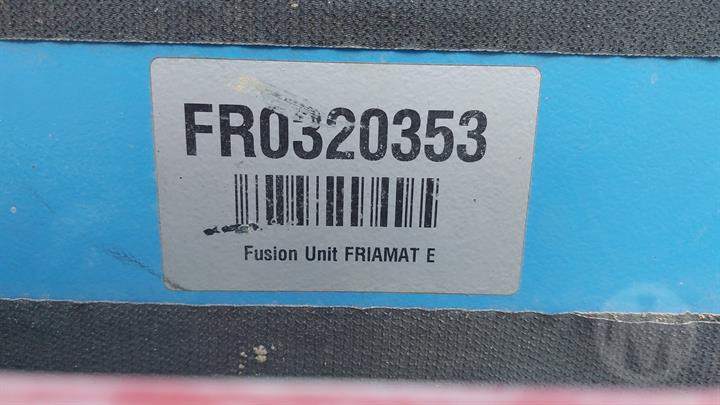 FR0320353
Fusion Unit FRIAMAT E
M